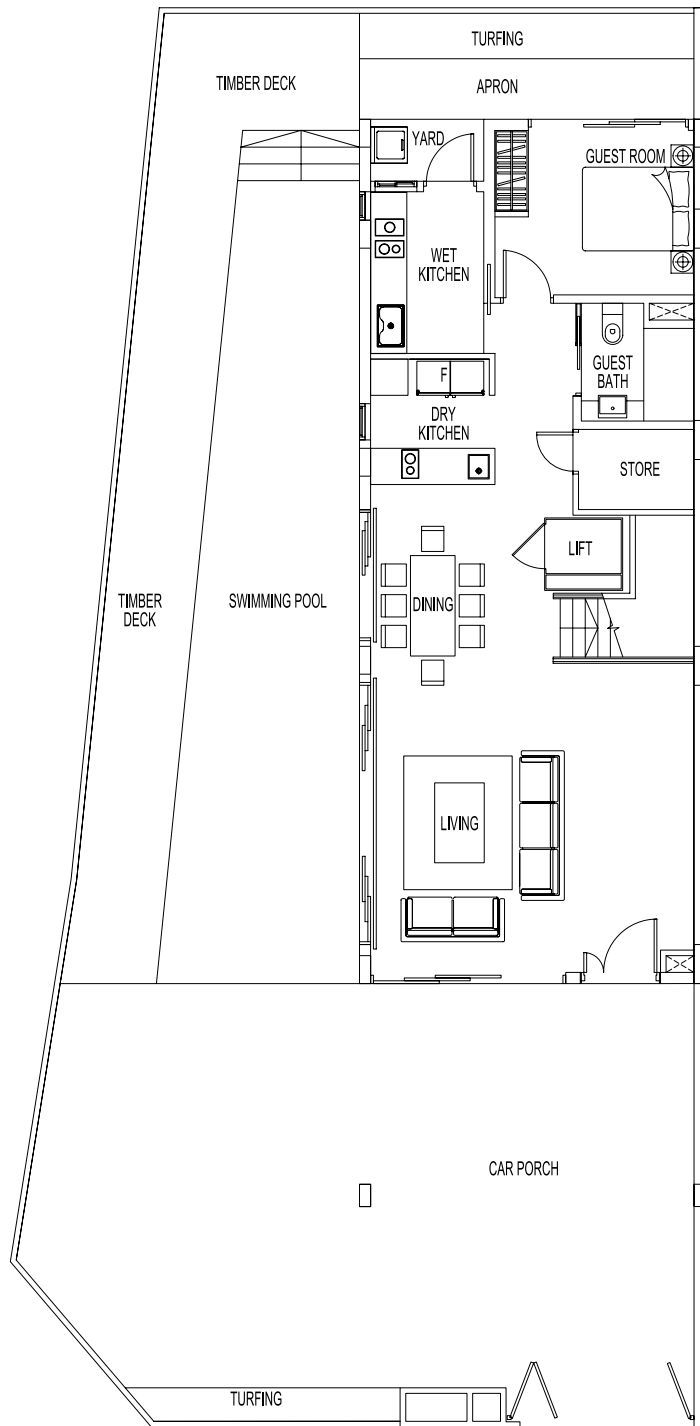 TURFING
TIMBER DECK
APRON
YARD
GUEST ROOM
WET
KITCHEN
GUEST
BATH
F
DRY
KITCHEN
STORE
LIFT
TIMBER
DECK
SWIMMING POOL
DINING
LIVING
CAR PORCH
TURFING